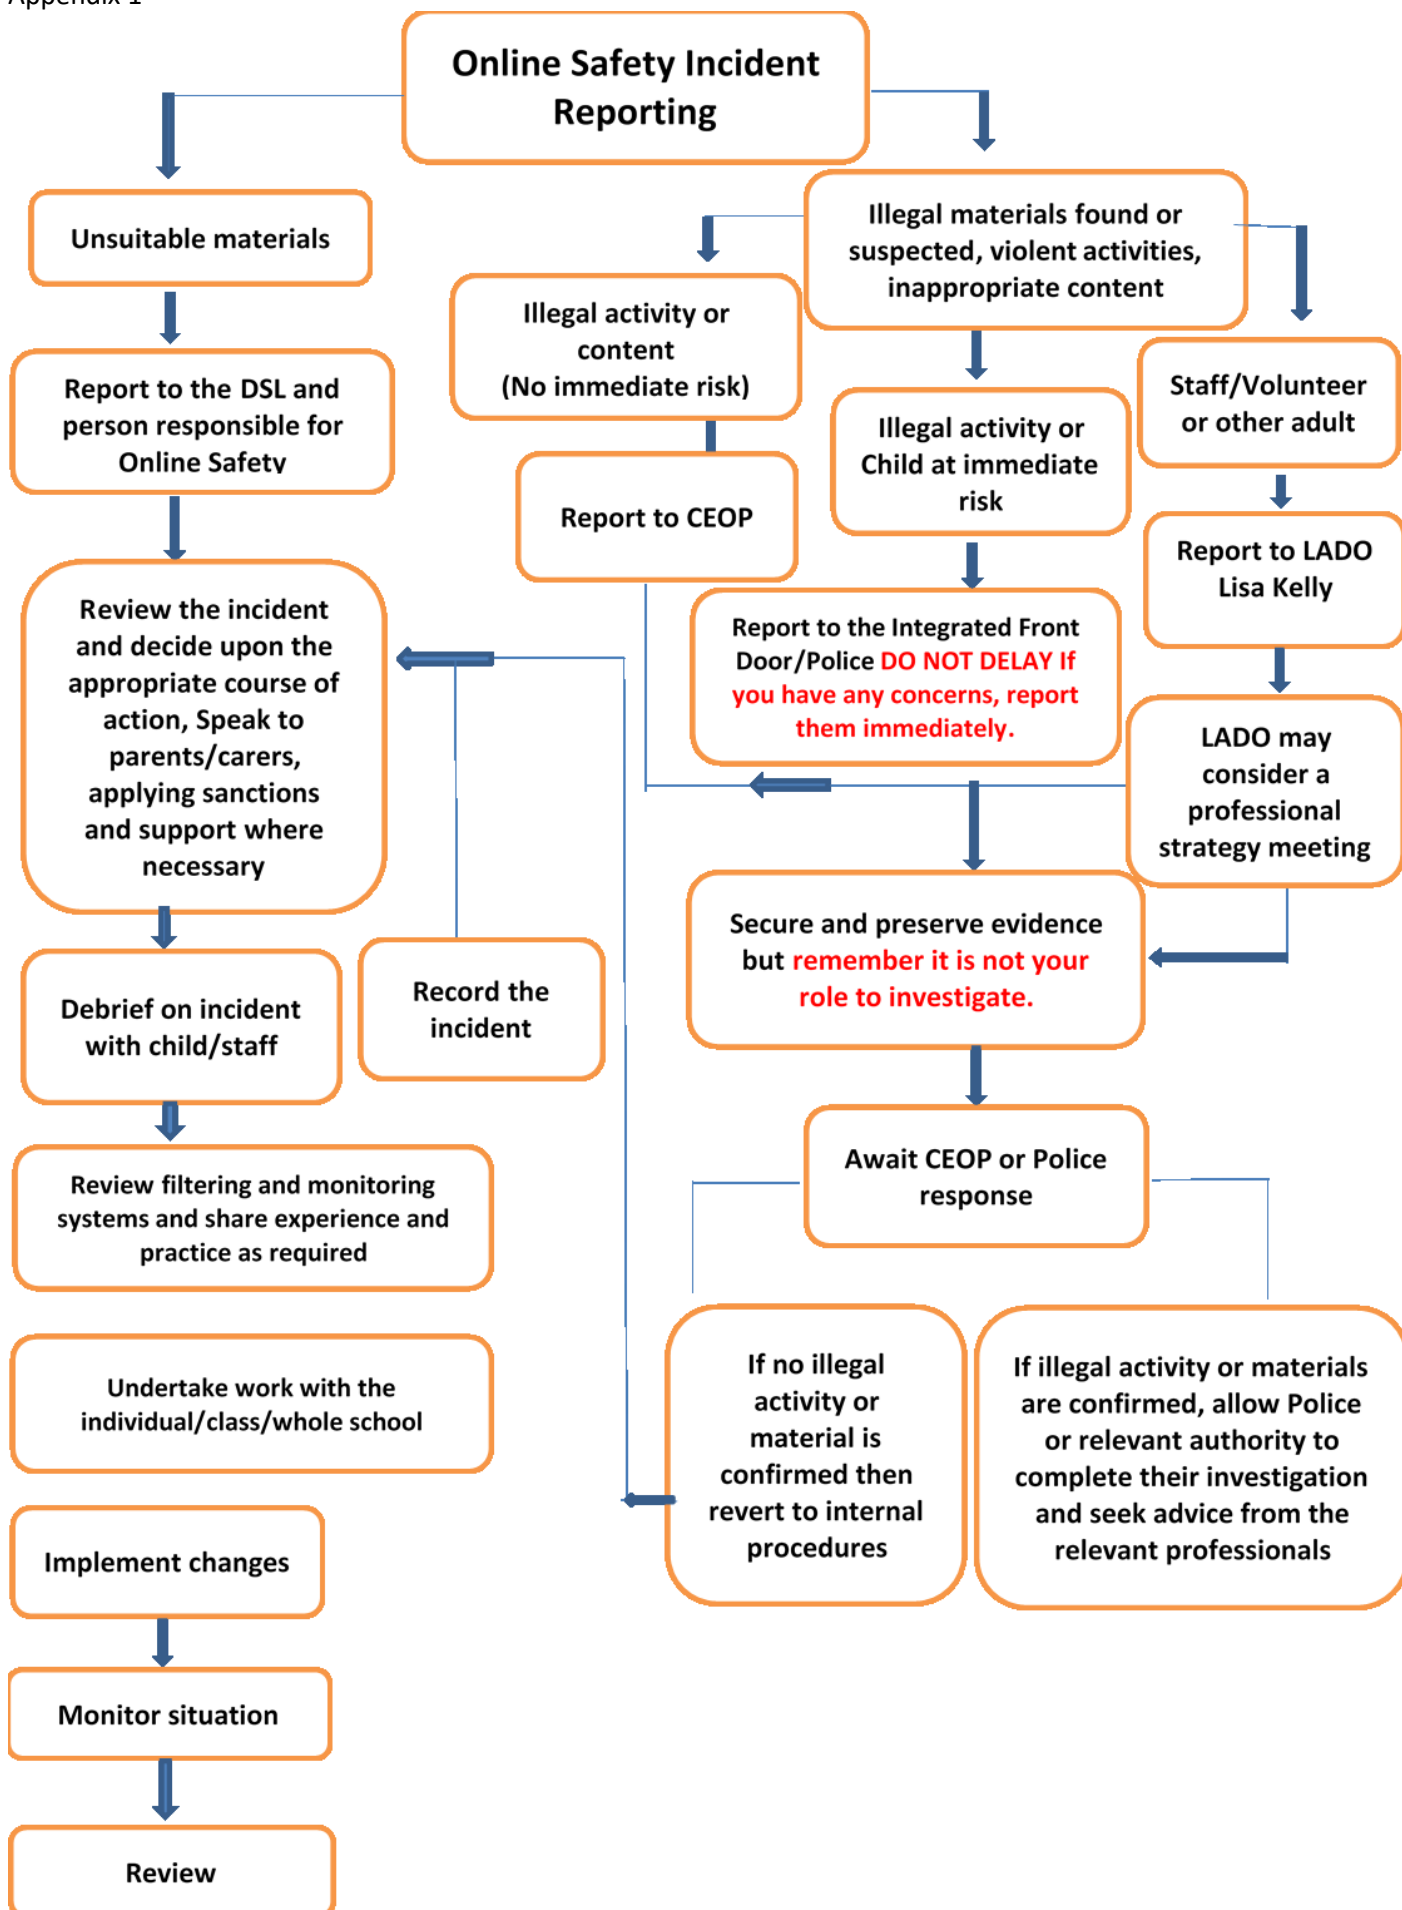 Appendix 1
Online Safety Incident
Reporting
Unsuitable materials
Report to the DSL and
person responsible for
Online Safety
Review the incident
and decide upon the
appropriate course of
action, Speak to
parents/carers,
applying sanctions
and support where
necessary
Debrief on incident
with child/staff
Record the
incident
Review filtering and monitoring
systems and share experience and
practice as required
Undertake work with the
individual/class/whole school
Implement changes
Monitor situation
Review
Illegal materials found or
suspected, violent activities,
inappropriate content
Illegal activity or
content
(No immediate risk)
Report to CEOP
Illegal activity or
Child at immediate
risk
Report to the Integrated Front
Door/Police DO NOT DELAY If
you have any concerns, report
them immediately.
Staff/Volunteer
or other adult
Report to LADO
Lisa Kelly
LADO may
consider a
professional
strategy meeting
Secure and preserve evidence
but remember it is not your
role to investigate.
Await CEOP or Police
response
If no illegal
activity or
material is
confirmed then
revert to internal
procedures
If illegal activity or materials
are confirmed, allow Police
or relevant authority to
complete their investigation
and seek advice from the
relevant professionals